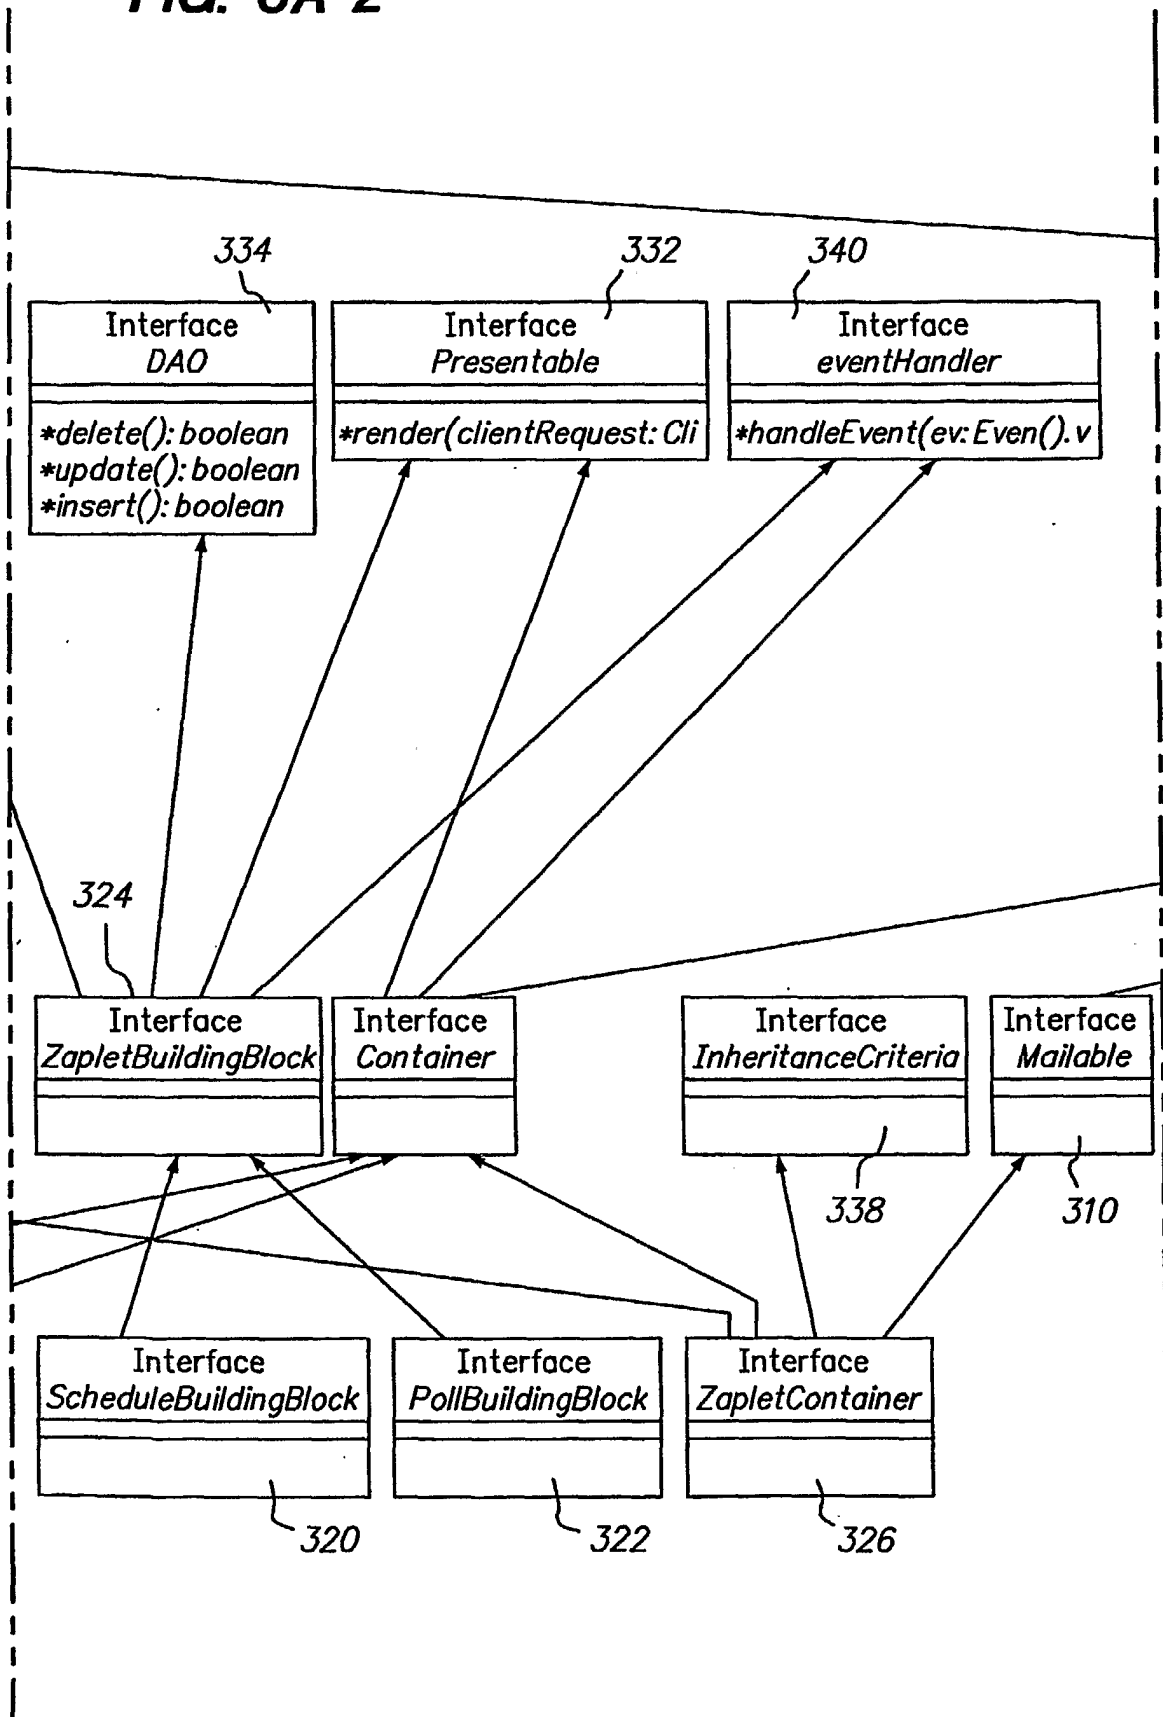 334
332
340
Interface
DAO
*delete(): boolean
*update(): boolean
*insert(): boolean
Interface
Presentable
*render(clientRequest: Cli
Interface
eventHandler
*handleEvent(ev: Even().v
324
Interface
ZapletBuildingBlock
Interface
Container
Interface
InheritanceCriteria
338
Interface
Mailable
310
Interface
ScheduleBuildingBlock
320
Interface
PollBuildingBlock
322
Interface
ZapletContainer
326